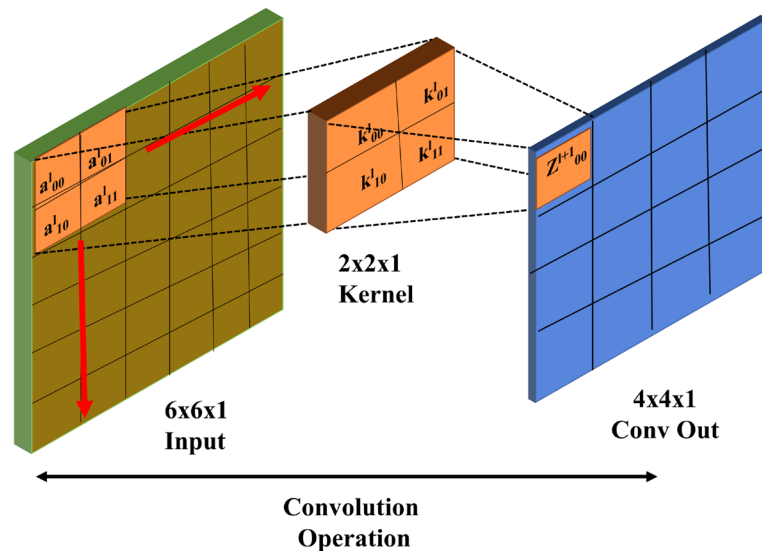 a^l_00 a^l_01
a^l_10 a^l_11
k^l_00 k^l_01
k^l_10 k^l_11
Z^l+1_00
2x2x1
Kernel
6x6x1
Input
4x4x1
Conv Out
Convolution
Operation